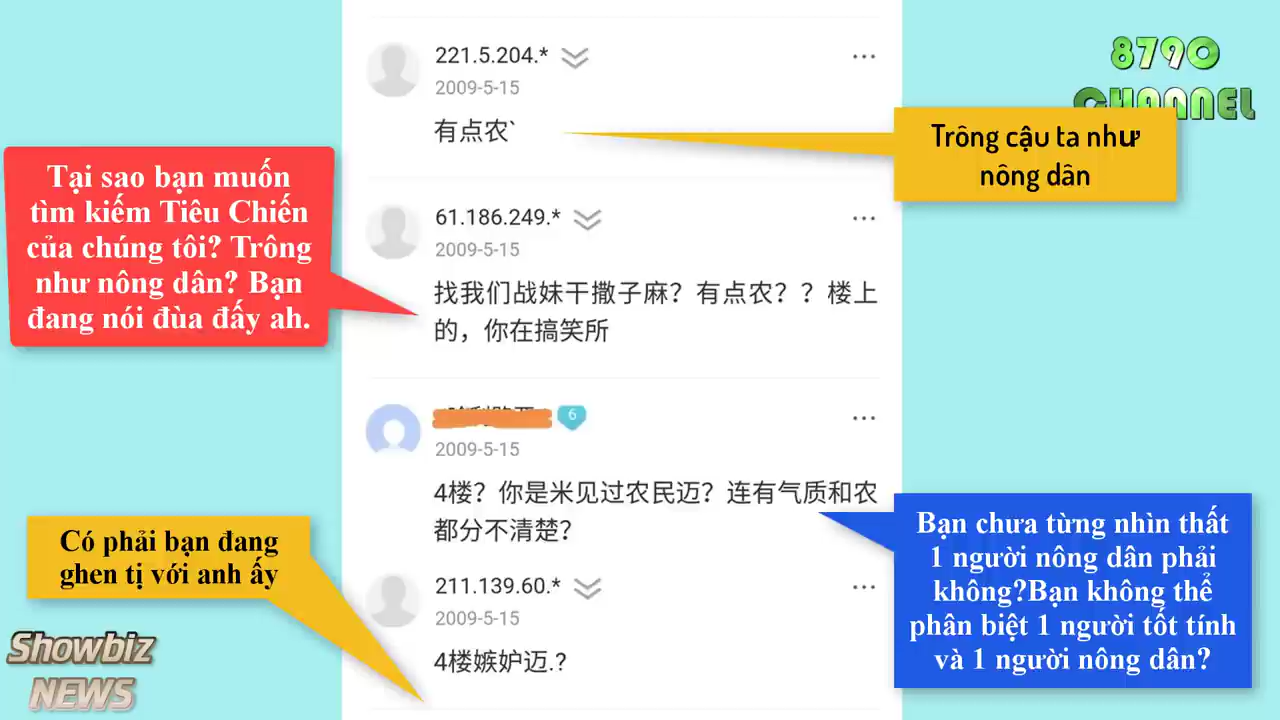 221.5.204.*
2009-5-15
有点农`
8790
CHANNEL
Trông cậu ta như
nông dân
Tại sao bạn muốn
tìm kiếm Tiêu Chiến
của chúng tôi? Trông
như nông dân? Bạn
đang nói đùa đấy ah.
61.186.249.*
2009-5-15
找我们战妹干撒子麻？有点农？？楼上
的，你在搞笑所
6
2009-5-15
4楼？你是米见过农民迈？连有气质和农
都分不清楚？
Bạn chưa từng nhìn thất
1 người nông dân phải
không?Bạn không thể
phân biệt 1 người tốt tính
và 1 người nông dân?
Có phải bạn đang
ghen tị với anh ấy
211.139.60.*
2009-5-15
4楼嫉妒迈.?
Showbiz
NEWS